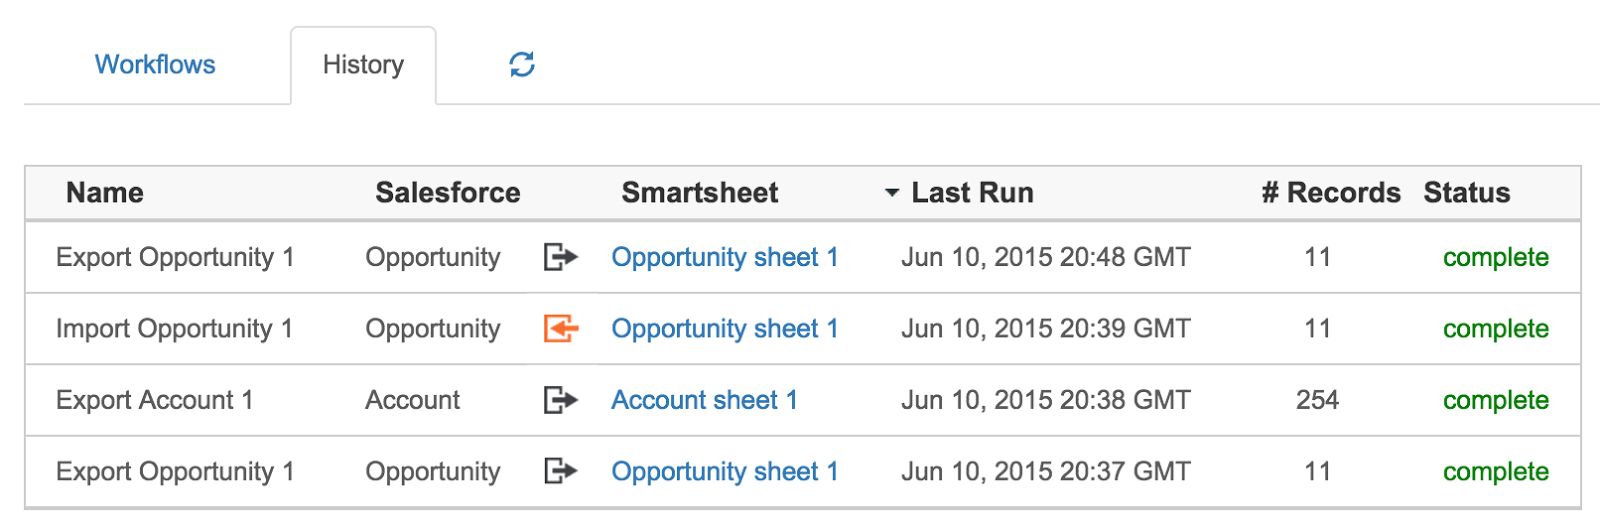 Workflows History
Name Salesforce Smartsheet Last Run # Records Status
Export Opportunity 1 Opportunity Opportunity sheet 1 Jun 10, 2015 20:48 GMT 11 complete
Import Opportunity 1 Opportunity Opportunity sheet 1 Jun 10, 2015 20:39 GMT 11 complete
Export Account 1 Account Account sheet 1 Jun 10, 2015 20:38 GMT 254 complete
Export Opportunity 1 Opportunity Opportunity sheet 1 Jun 10, 2015 20:37 GMT 11 complete